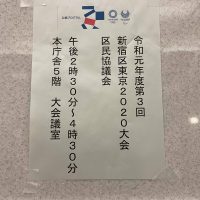 令和元年度第3回
新宿区東京2020大会
区民協議会
午後2時30分～4時30分
本庁舎5階　大会議室